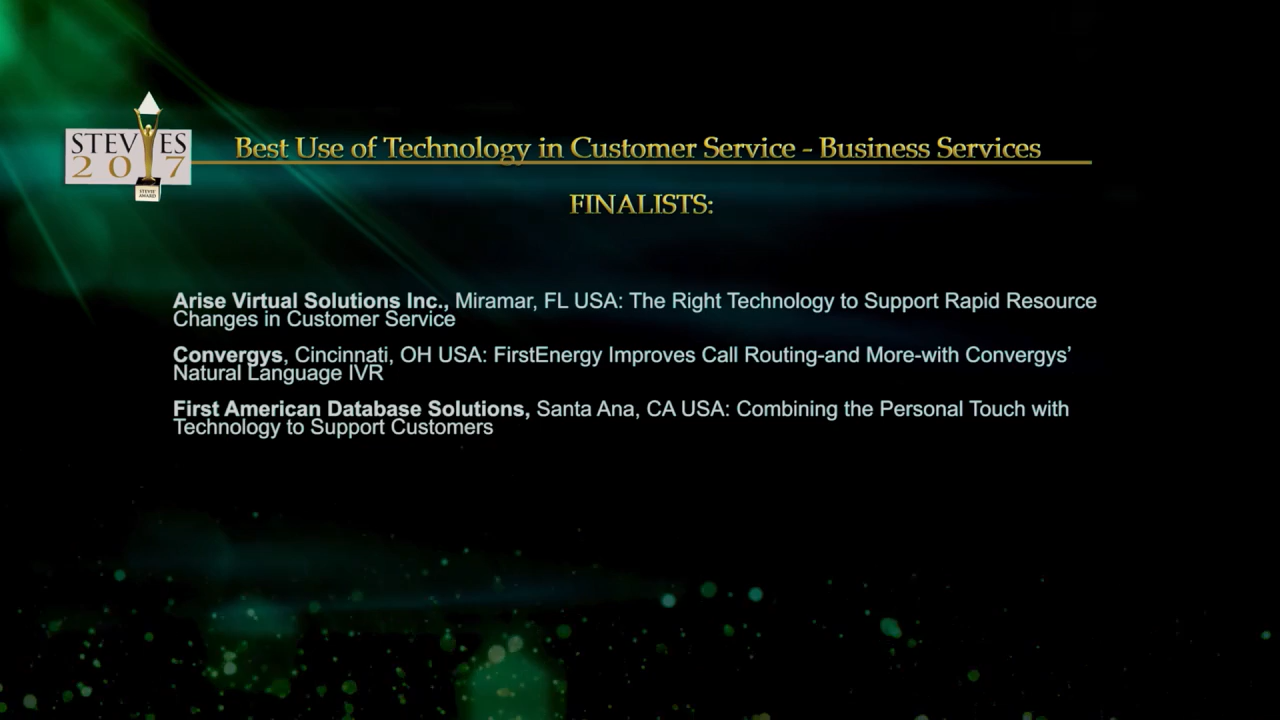 STEVIES
2017
STEVIE®
AWARD
Best Use of Technology in Customer Service - Business Services
FINALISTS:
Arise Virtual Solutions Inc., Miramar, FL USA: The Right Technology to Support Rapid Resource
Changes in Customer Service
Convergys, Cincinnati, OH USA: FirstEnergy Improves Call Routing-and More-with Convergys’
Natural Language IVR
First American Database Solutions, Santa Ana, CA USA: Combining the Personal Touch with
Technology to Support Customers